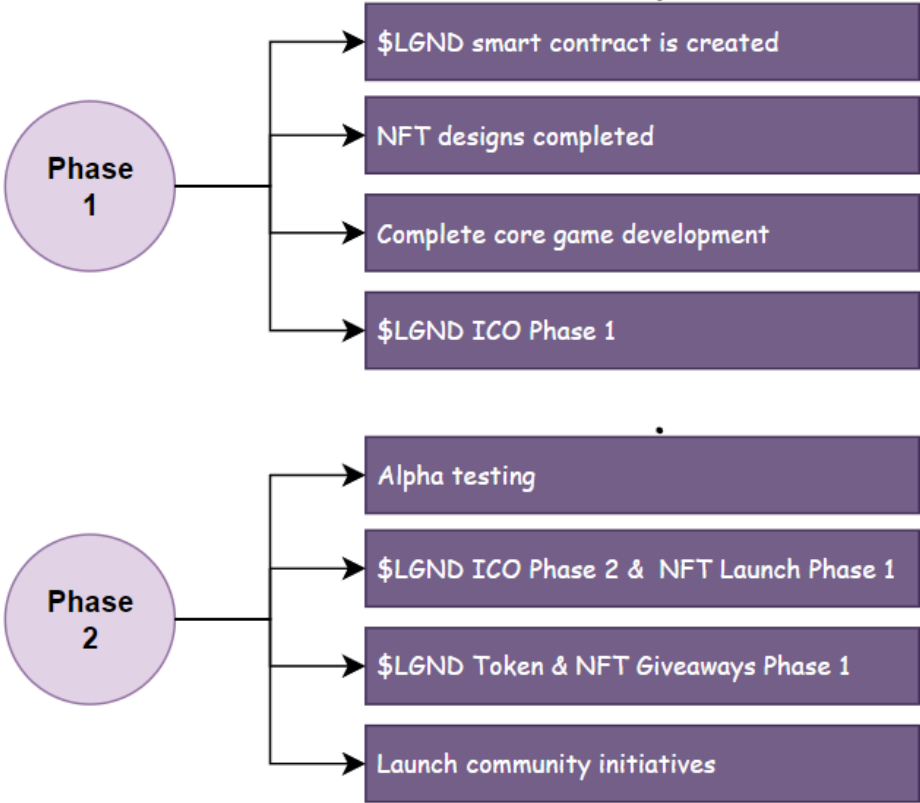 Phase
1
$LGND smart contract is created
NFT designs completed
Complete core game development
$LGND ICO Phase 1
Phase
2
Alpha testing
$LGND ICO Phase 2 & NFT Launch Phase 1
$LGND Token & NFT Giveaways Phase 1
Launch community initiatives